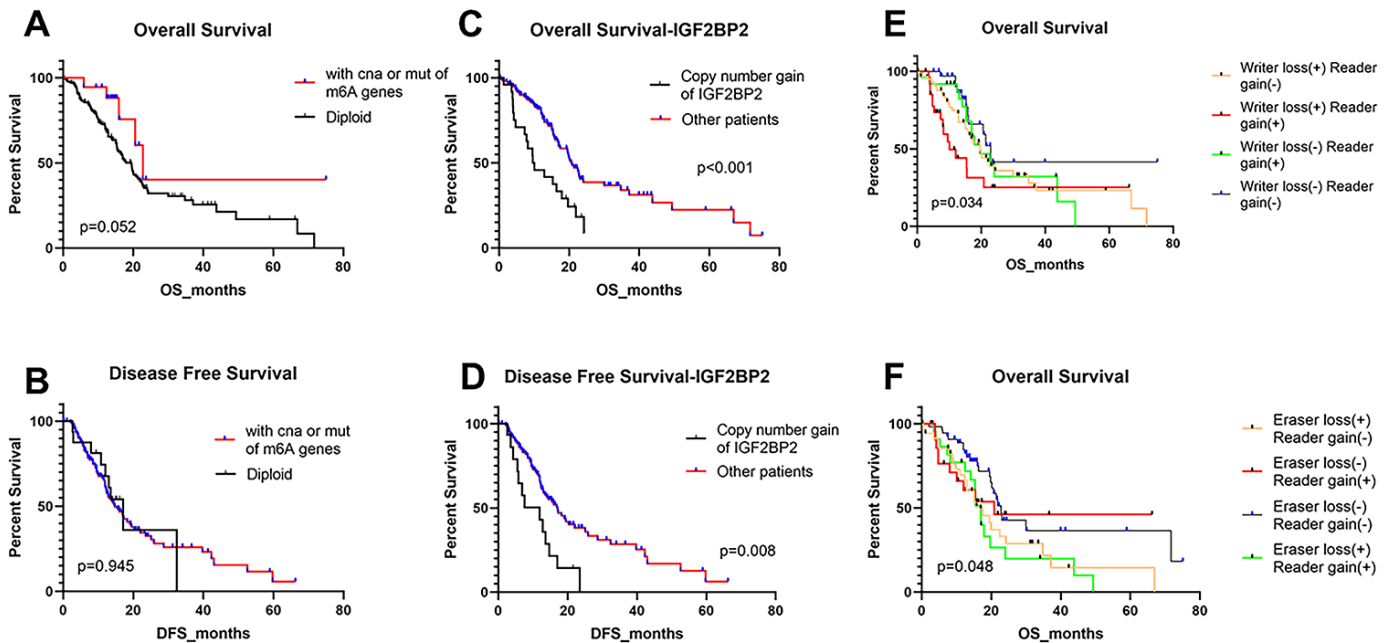 A
Overall Survival
Percent Survival
100
50
0
0
20
40
60
80
OS_months
with cna or mut of
m6A genes
Diploid
p=0.052
C
Overall Survival-IGF2BP2
Percent Survival
100
50
0
0
20
40
60
80
OS_months
Copy number gain
of IGF2BP2
Other patients
p<0.001
E
Overall Survival
Percent Survival
100
50
0
0
20
40
60
80
OS_months
p=0.034
Writer loss(+) Reader
gain(-)
Writer loss(+) Reader
gain(+)
Writer loss(-) Reader
gain(+)
Writer loss(-) Reader
gain(-)
B
Disease Free Survival
Percent Survival
100
50
0
0
20
40
60
80
DFS_months
with cna or mut
of m6A genes
Diploid
p=0.945
D
Disease Free Survival-IGF2BP2
Percent Survival
100
50
0
0
20
40
60
80
DFS_months
Copy number gain
of IGF2BP2
Other patients
p=0.008
F
Overall Survival
Percent Survival
100
50
0
0
20
40
60
80
OS_months
p=0.048
Eraser loss(+)
Reader gain(-)
Eraser loss(-)
Reader gain(+)
Eraser loss(-)
Reader gain(-)
Eraser loss(+)
Reader gain(+)